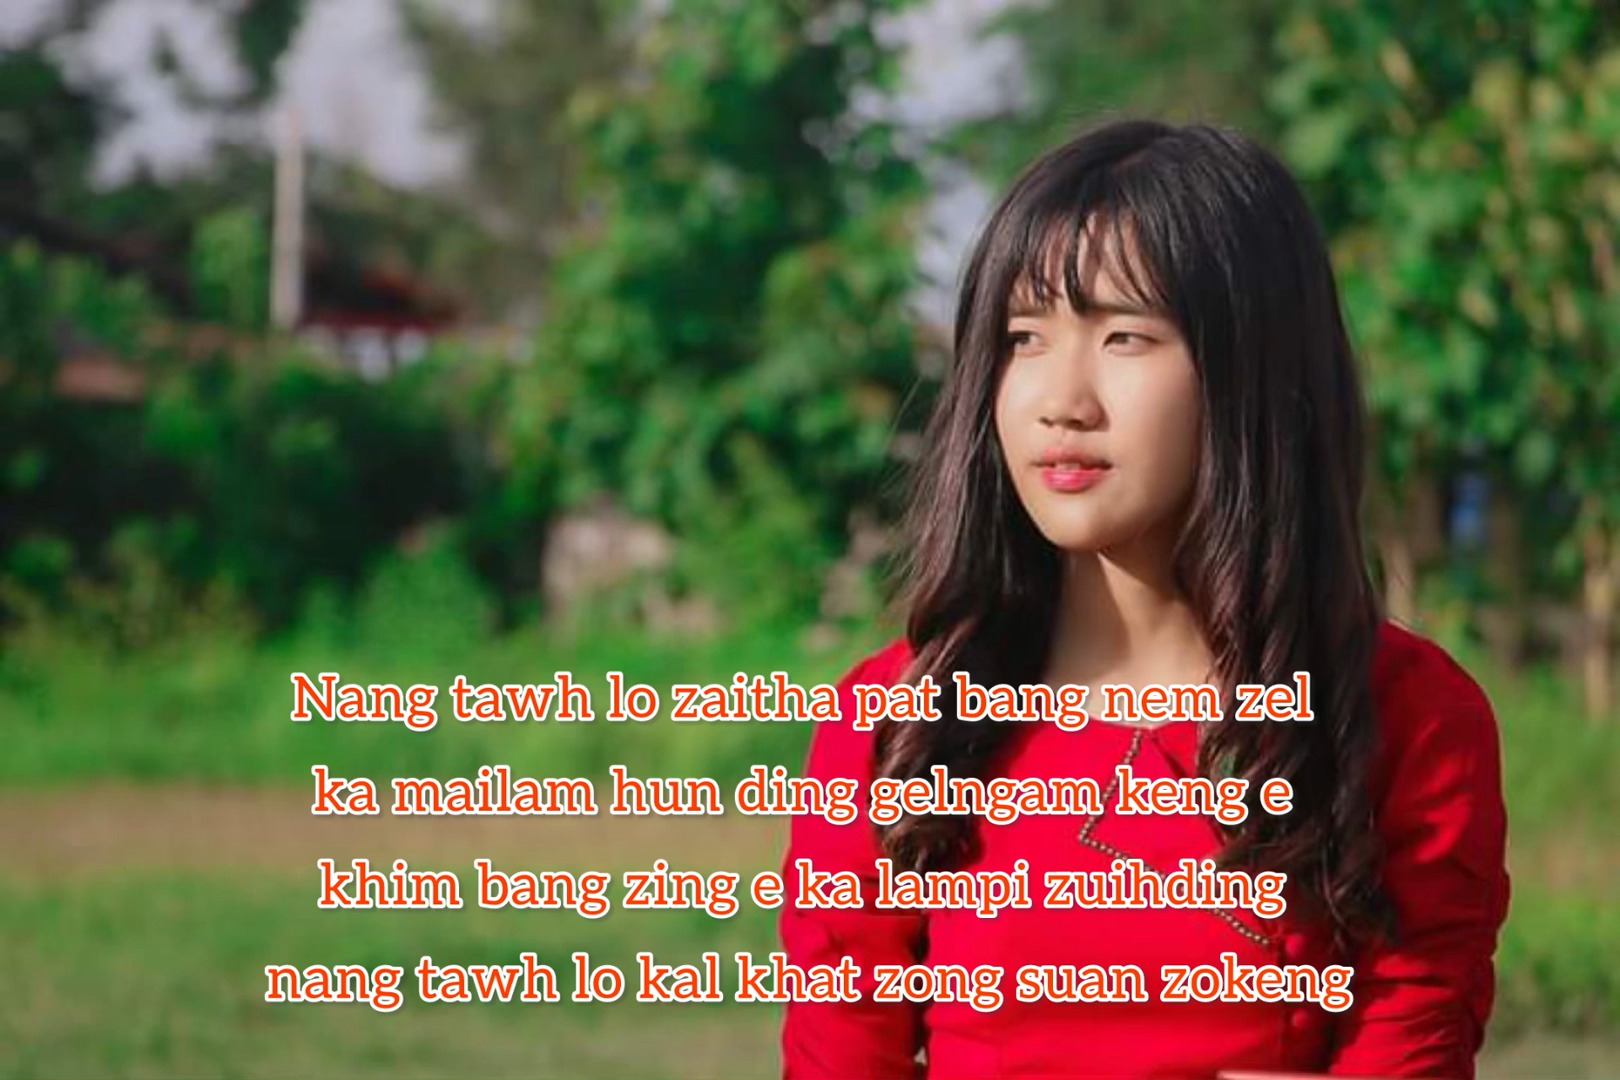 Nang tawh lo zaitha pat bang nem zel
ka mailam hun ding gelngam keng e
khim bang zing e ka lampi zuihding
nang tawh lo kal khat zong suan zokeng